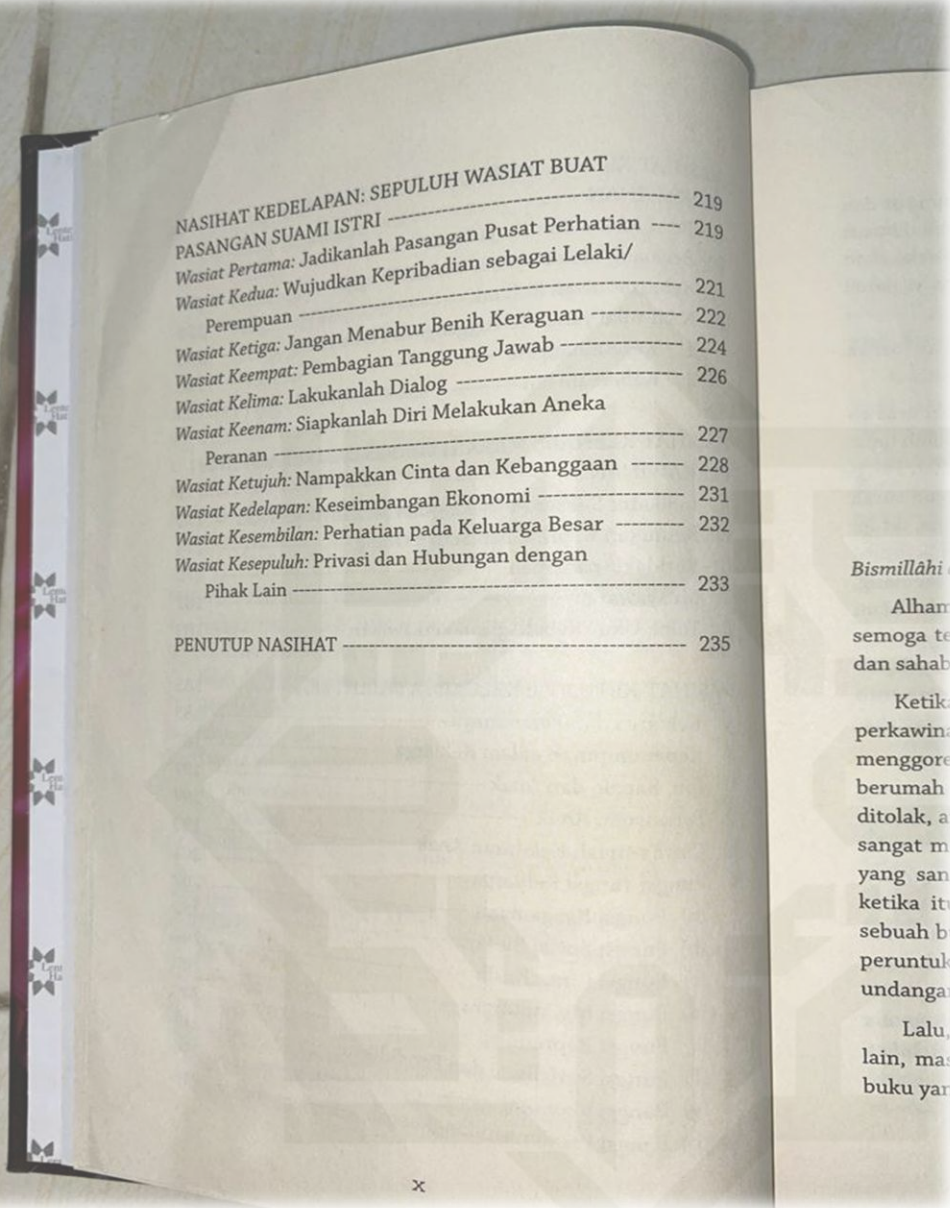 NASIHAT KEDELAPAN: SEPULUH WASIAT BUAT
PASANGAN SUAMI ISTRI ---------- 219
Wasiat Pertama: Jadikanlah Pasangan Pusat Perhatian ---- 219
Wasiat Kedua: Wujudkan Kepribadian sebagai Lelaki/
Perempuan ---------- 221
Wasiat Ketiga: Jangan Menabur Benih Keraguan ---------- 222
Wasiat Keempat: Pembagian Tanggung Jawab ---------- 224
Wasiat Kelima: Lakukanlah Dialog ---------- 226
Wasiat Keenam: Siapkanlah Diri Melakukan Aneka
Peranan ---------- 227
Wasiat Ketujuh: Nampakkan Cinta dan Kebanggaan ------- 228
Wasiat Kedelapan: Keseimbangan Ekonomi ---------- 231
Wasiat Kesembilan: Perhatian pada Keluarga Besar --------- 232
Wasiat Kesepuluh: Privasi dan Hubungan dengan
Pihak Lain ---------- 233
PENUTUP NASIHAT ---------- 235
x
Bismillâhi
Alham
semoga te
dan sahab
Ketik
perkawin
menggore
berumah
ditolak, a
sangat m
yang san
ketika it
sebuah b
peruntuk
undanga
Lalu,
lain, ma
buku yan